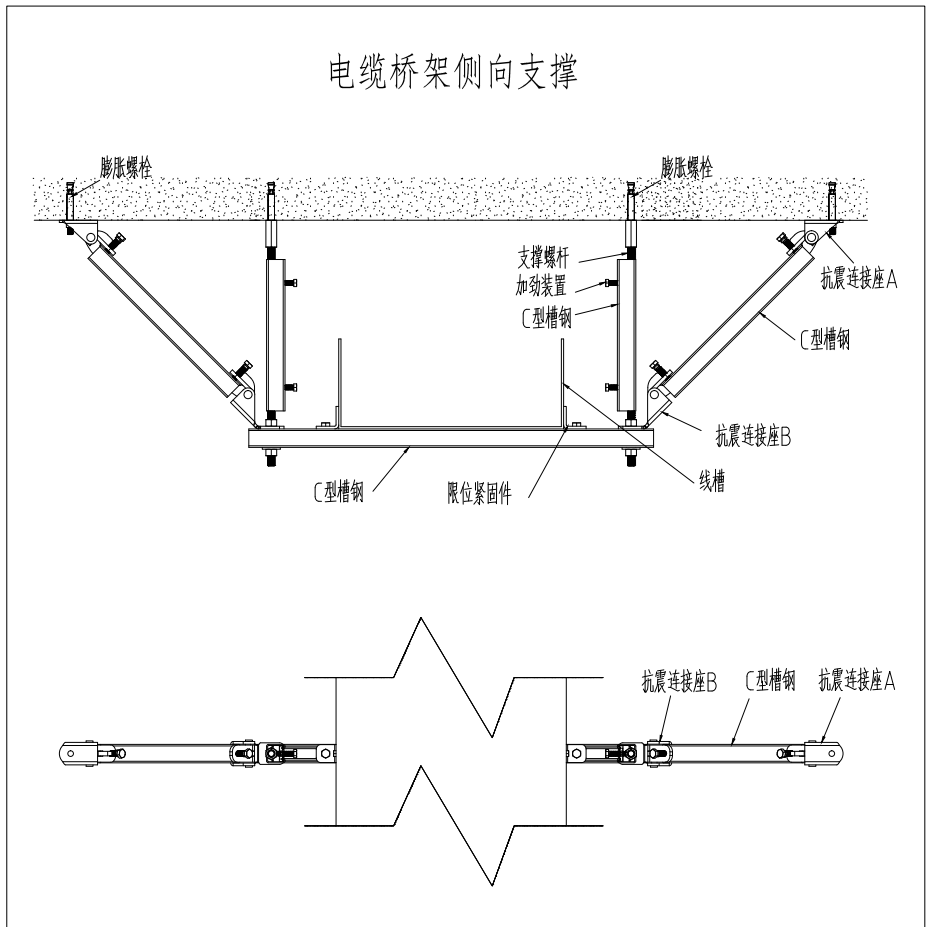 电缆桥架侧向支撑
膨胀螺栓
膨胀螺栓
支撑螺杆
加劲装置
C型槽钢
抗震连接座A
C型槽钢
抗震连接座B
线槽
C型槽钢
限位紧固件
抗震连接座B
C型槽钢
抗震连接座A